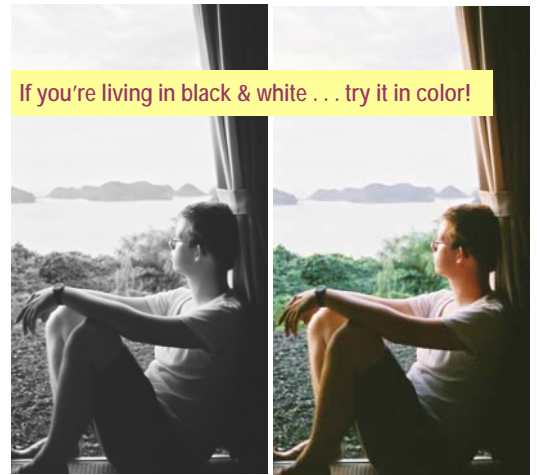 If you’re living in black & white . . . try it in color!